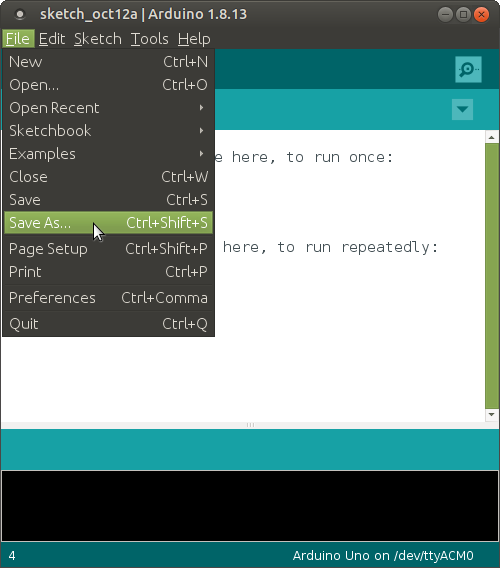 sketch_oct12a | Arduino 1.8.13
File Edit Sketch Tools Help
New Ctrl+N
Open... Ctrl+O
Open Recent
Sketchbook
Examples
Close Ctrl+W
Save Ctrl+S
Save As... Ctrl+Shift+S
Page Setup Ctrl+Shift+P
Print Ctrl+P
Preferences Ctrl+Comma
Quit Ctrl+Q
here, to run once:
here, to run repeatedly:
4 Arduino Uno on /dev/ttyACM0